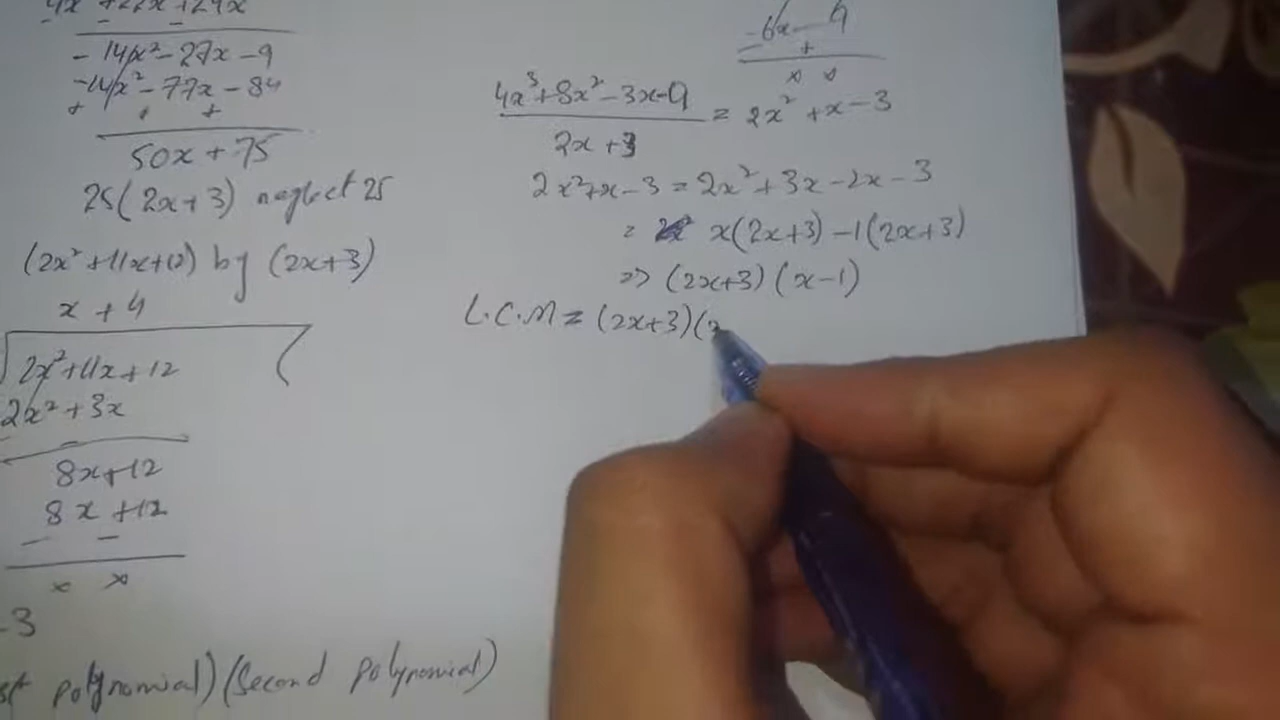 4x³+22x²+24x
- 14x²-27x-9
-14x²-77x-84
+ + +
50x+75
25(2x+3) neglect 25
(2x²+11x+12) by (2x+3)
x+4
2x²+11x+12
2x²+3x
- -
8x+12
8x+12
- -
x x
-3
polynomial)(Second polynomial)
-6x-9
- +
x x
4x³+8x²-3x-9
2x+3
= 2x²+x-3
2x²+x-3 = 2x²+3x-2x-3
= x(2x+3)-1(2x+3)
=> (2x+3)(x-1)
L.C.M = (2x+3)(